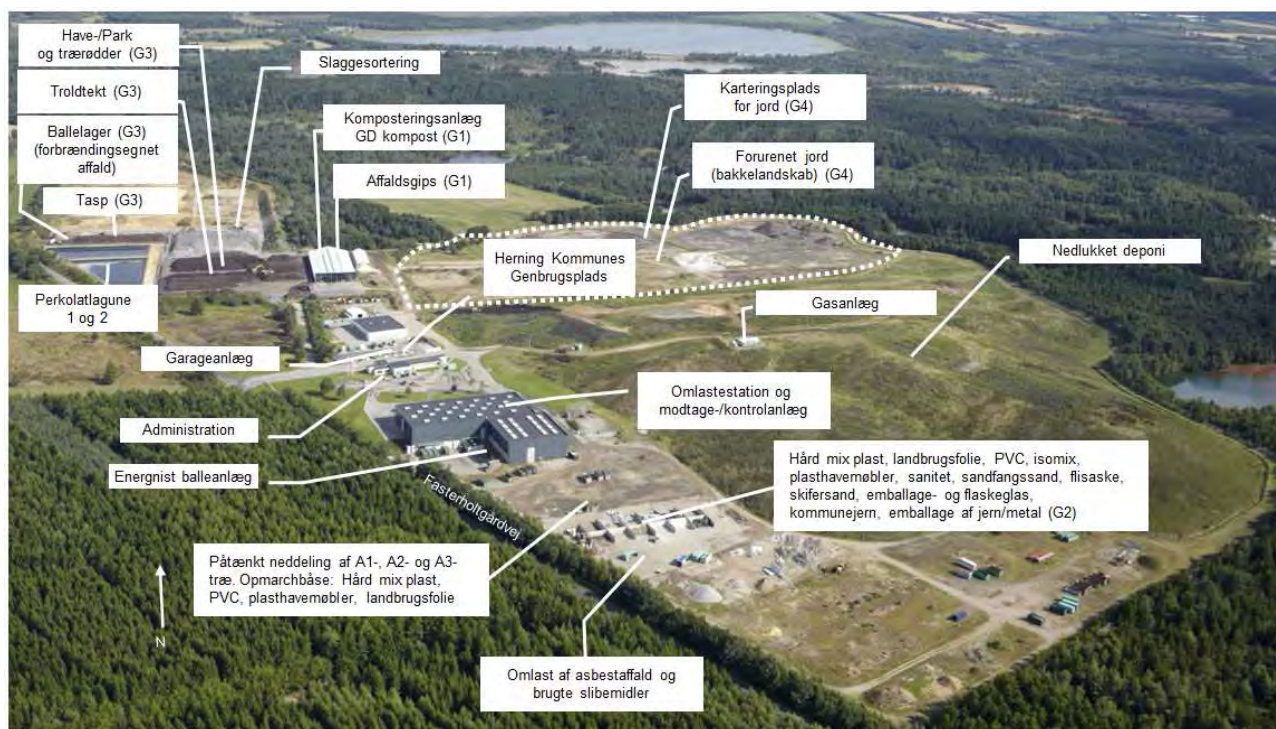 Have-/Park
og trærødder (G3)
Slaggesortering
Troldtekt (G3)
Ballelager (G3)
(forbrændingsegnet
affald)
Tasp (G3)
Komposteringsanlæg
GD kompost (G1)
Affaldsgips (G1)
Karteringsplads
for jord (G4)
Forurenet jord
(bakkelandskab) (G4)
Herning Kommunes
Genbrugsplads
Nedlukket deponi
Perkolatlagune
1 og 2
Gasanlæg
Garageanlæg
Omlastestation og
modtage-/kontrolanlæg
Administration
Energnist balleanlæg
Hård mix plast, landbrugsfolie, PVC, isomix,
plasthavemøbler, sanitet, sandfangssand, flisaske,
skifersand, emballage- og flaskeglas,
kommunejern, emballage af jern/metal (G2)
Fasterholtgårdvej
Påtænkt neddeling af A1-, A2- og A3-
træ. Opmarchbåse: Hård mix plast,
PVC, plasthavemøbler, landbrugsfolie
N
Omlast af asbestaffald og
brugte slibemidler